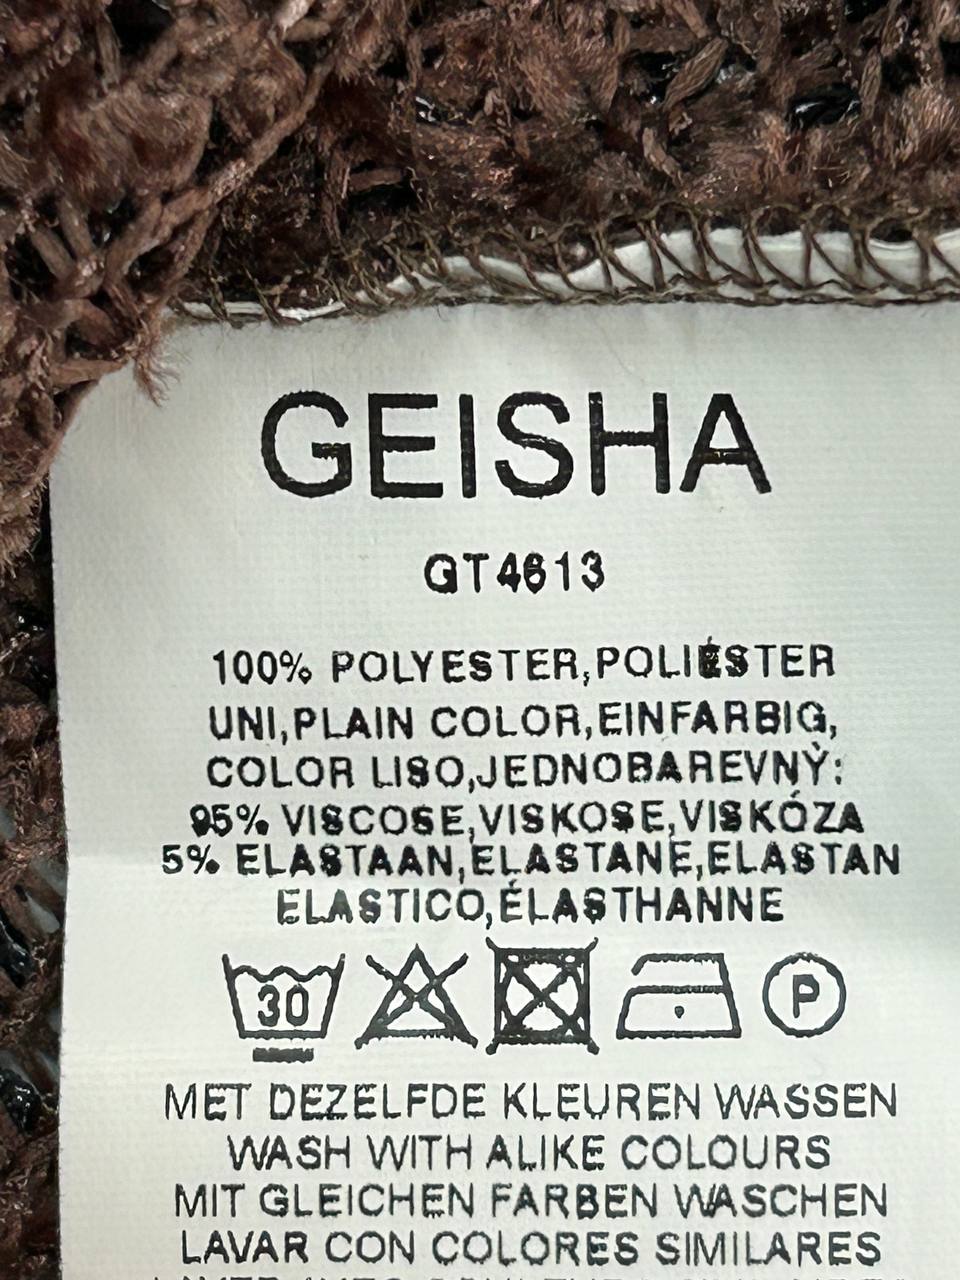 GEISHA
GT4613
100% POLYESTER,POLIÉSTER
UNI,PLAIN COLOR,EINFARBIG,
COLOR LISO,JEDNOBAREVNÝ:
95% VISCOSE,VISKOSE,VISKÓZA
5% ELASTAAN,ELASTANE,ELASTAN
ELASTICO,ÉLASTHANNE
30
P
MET DEZELFDE KLEUREN WASSEN
WASH WITH ALIKE COLOURS
MIT GLEICHEN FARBEN WASCHEN
LAVAR CON COLORES SIMILARES